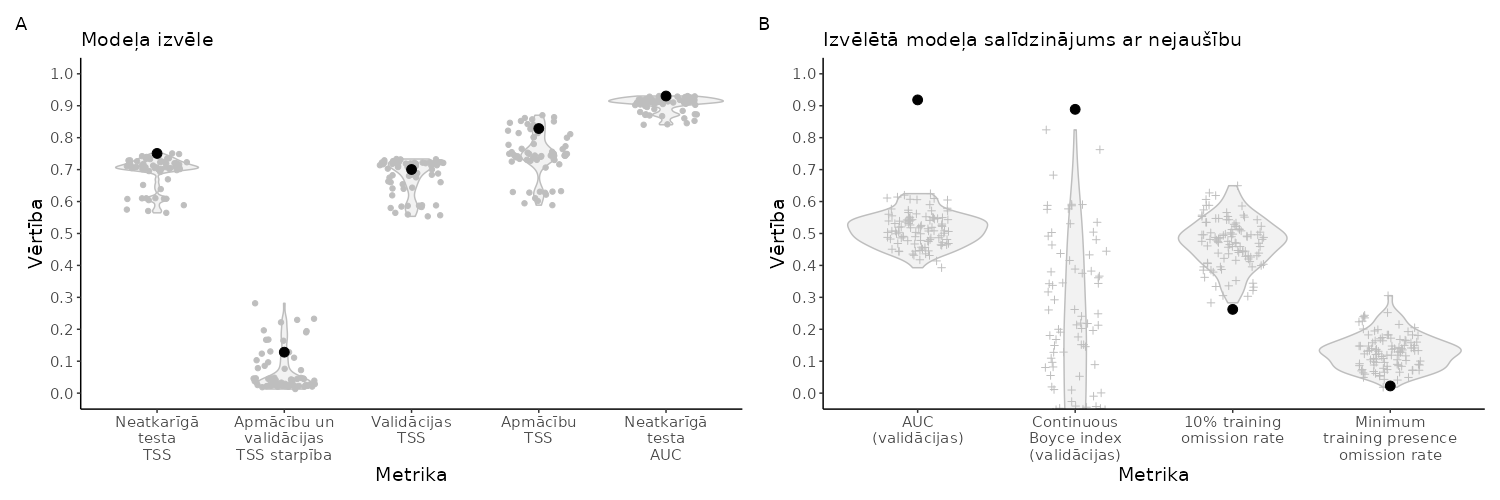 A
Modeļa izvēle
Vērtība
1.0
0.9
0.8
0.7
0.6
0.5
0.4
0.3
0.2
0.1
0.0
Neatkarīgā
testa
TSS
Apmācību un
validācijas
TSS starpība
Validācijas
TSS
Apmācību
TSS
Neatkarīgā
testa
AUC
Metrika
B
Izvēlētā modeļa salīdzinājums ar nejaušību
Vērtība
1.0
0.9
0.8
0.7
0.6
0.5
0.4
0.3
0.2
0.1
0.0
AUC
(validācijas)
Continuous
Boyce index
(validācijas)
10% training
omission rate
Minimum
training presence
omission rate
Metrika